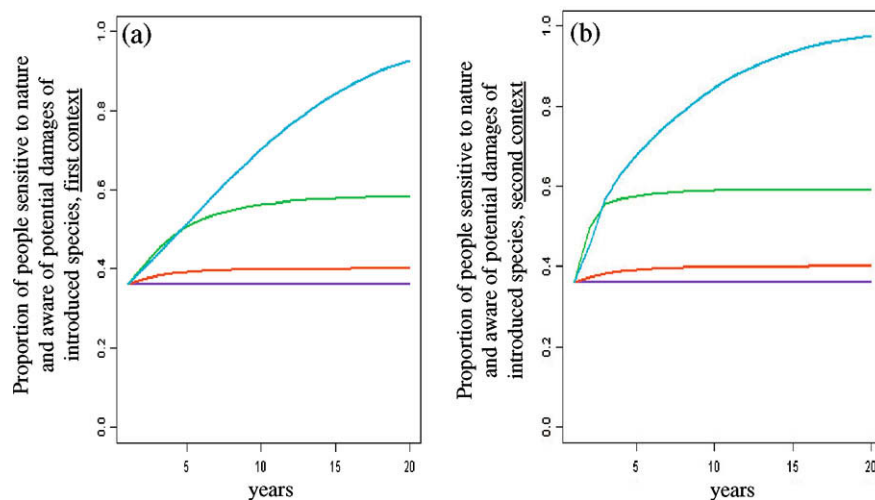 (a)
Proportion of people sensitive to nature
and aware of potential damages of
introduced species, first context
1.0
0.8
0.6
0.4
0.2
0.0
5
10
15
20
years
(b)
Proportion of people sensitive to nature
and aware of potential damages of
introduced species, second context
1.0
0.8
0.6
0.4
0.2
0.0
5
10
15
20
years